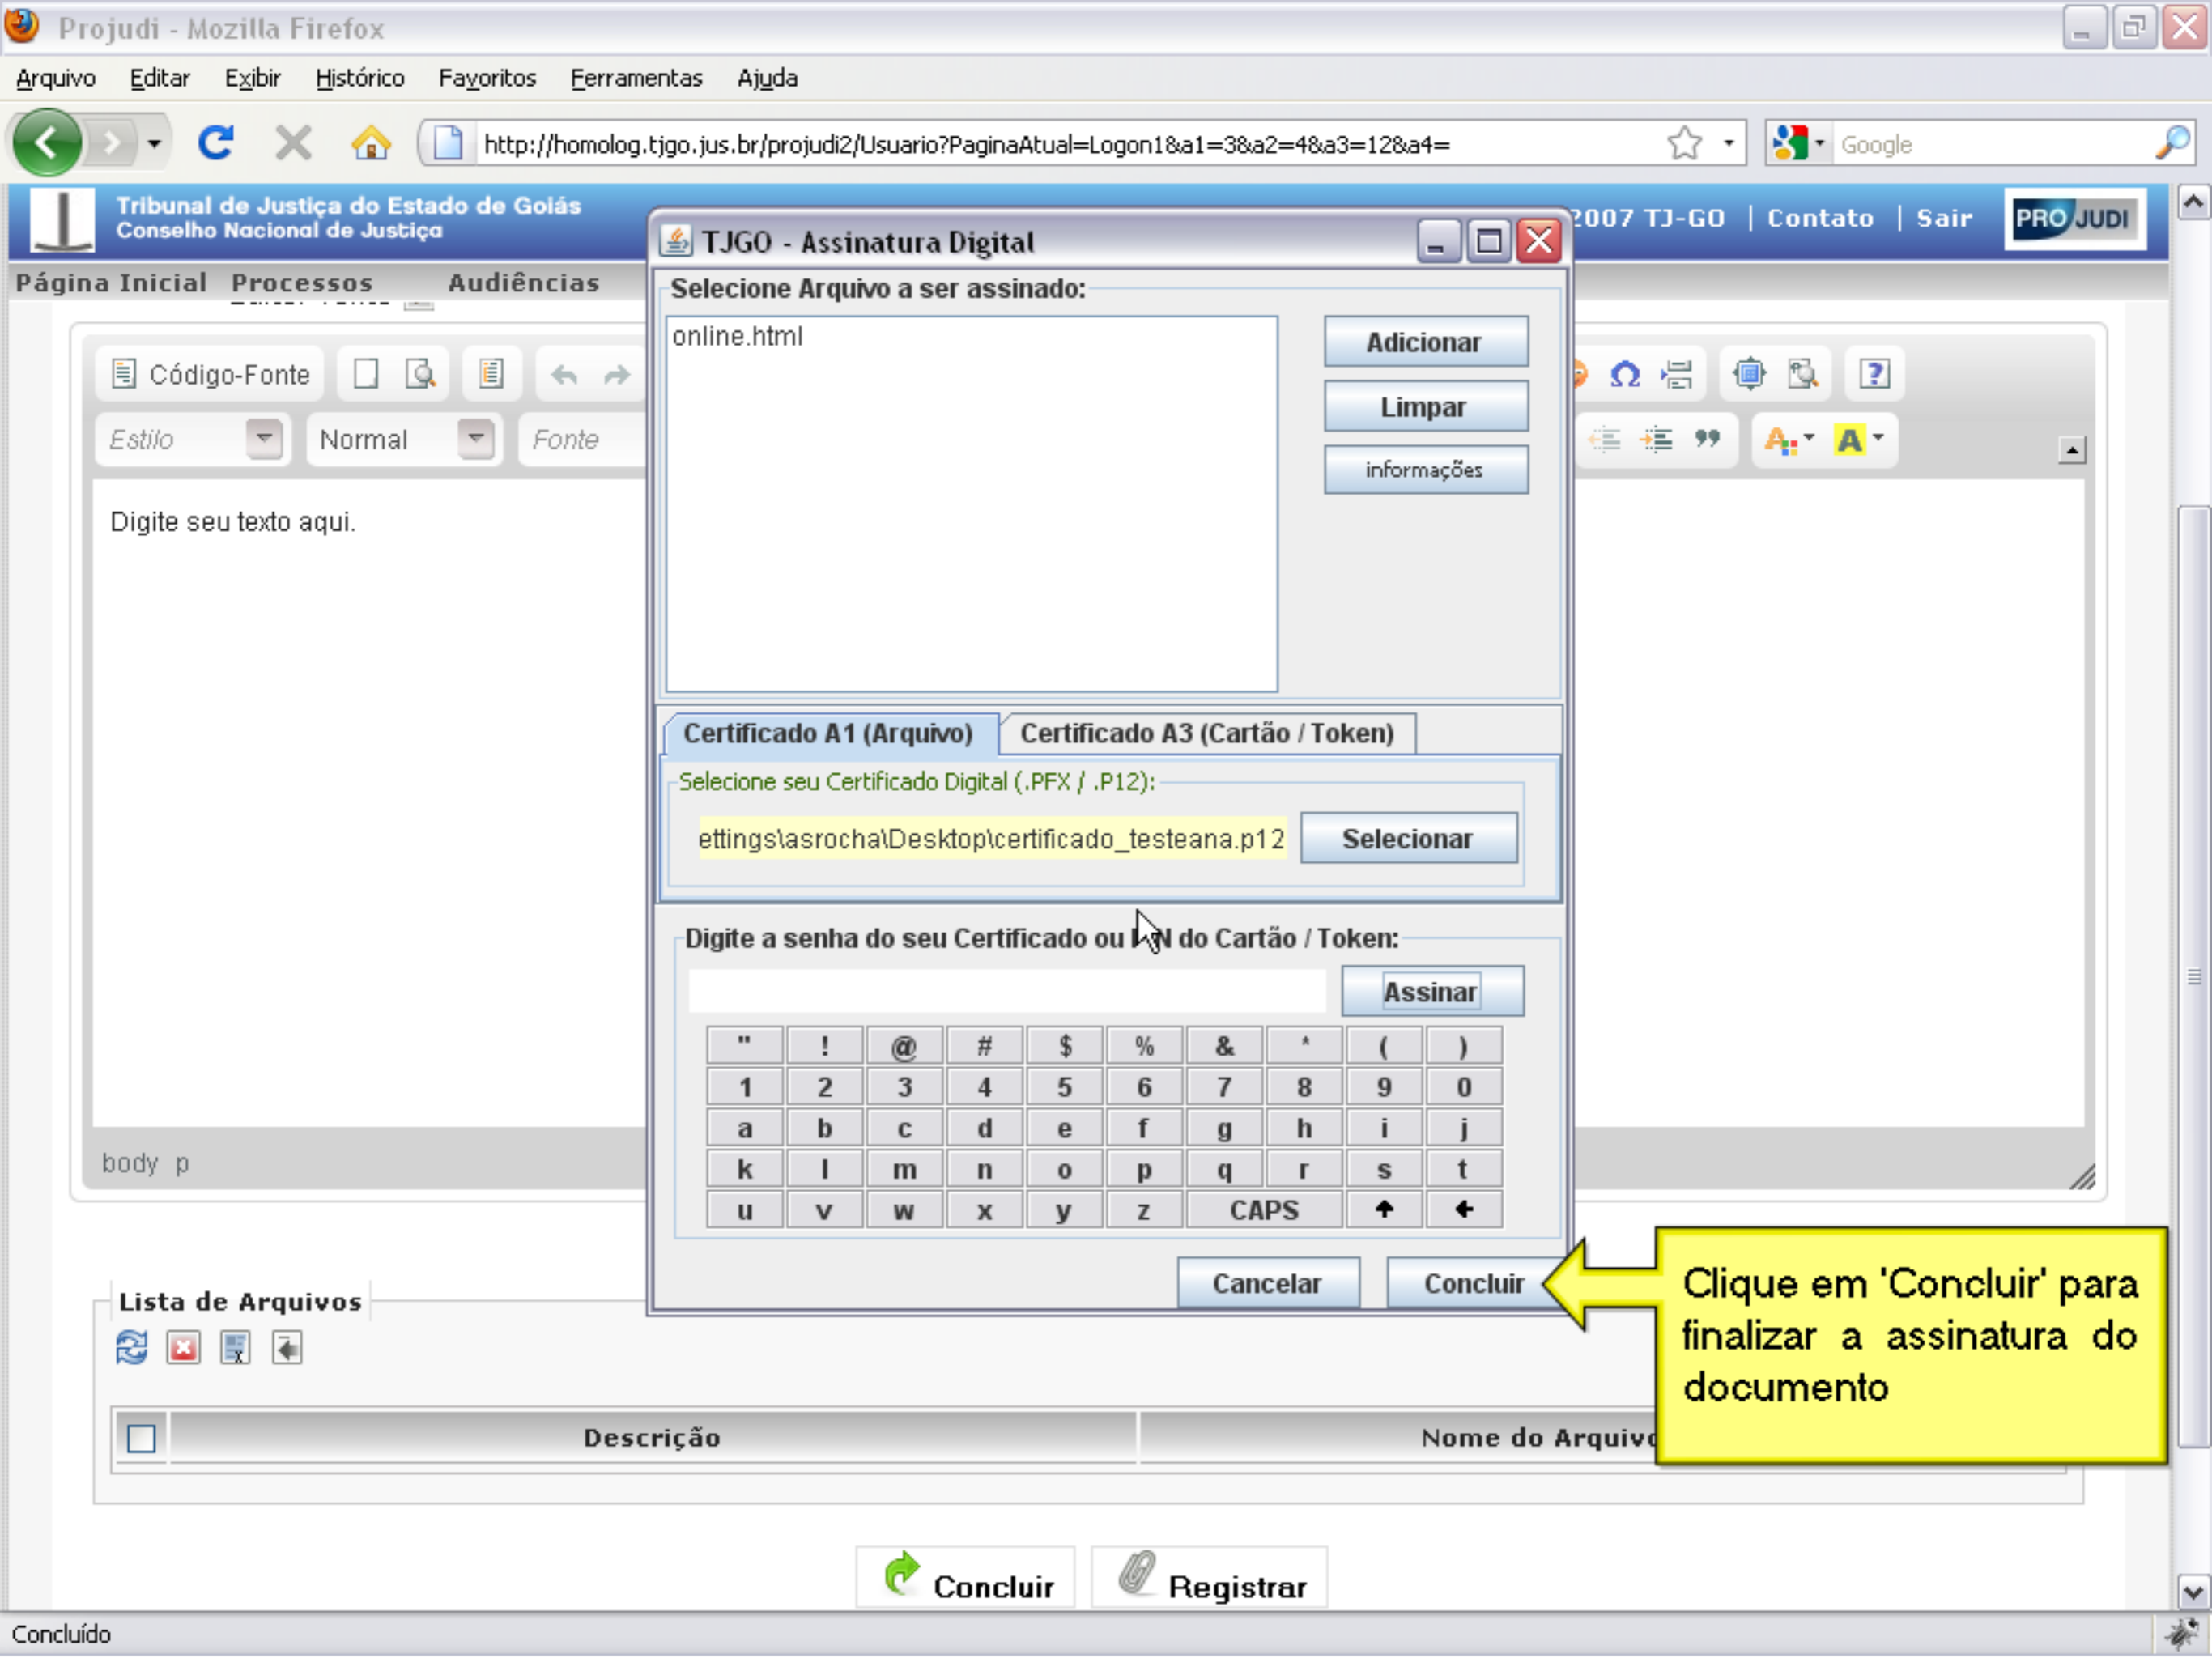 Projudi - Mozilla Firefox
Arquivo Editar Exibir Histórico Favoritos Ferramentas Ajuda
http://homolog.tjgo.jus.br/projudi2/Usuario?PaginaAtual=Logon1&a1=3&a2=4&a3=12&a4=
Google
Tribunal de Justiça do Estado de Goiás
Conselho Nacional de Justiça
2007 TJ-GO | Contato | Sair
PRO JUDI
Página Inicial Processos Audiências
Código-Fonte
Estilo Normal Fonte
Digite seu texto aqui.
body p
TJGO - Assinatura Digital
Selecione Arquivo a ser assinado:
online.html
Adicionar
Limpar
informações
Certificado A1 (Arquivo) Certificado A3 (Cartão / Token)
Selecione seu Certificado Digital (.PFX / .P12):
ettings\asrocha\Desktop\certificado_testeana.p12
Selecionar
Digite a senha do seu Certificado ou PIN do Cartão / Token:
Assinar
" ! @ # $ % & * ( )
1 2 3 4 5 6 7 8 9 0
a b c d e f g h i j
k l m n o p q r s t
u v w x y z CAPS
Cancelar Concluir
Clique em 'Concluir' para
finalizar a assinatura do
documento
Lista de Arquivos
Descrição Nome do Arquivo
Concluir Registrar
Concluído